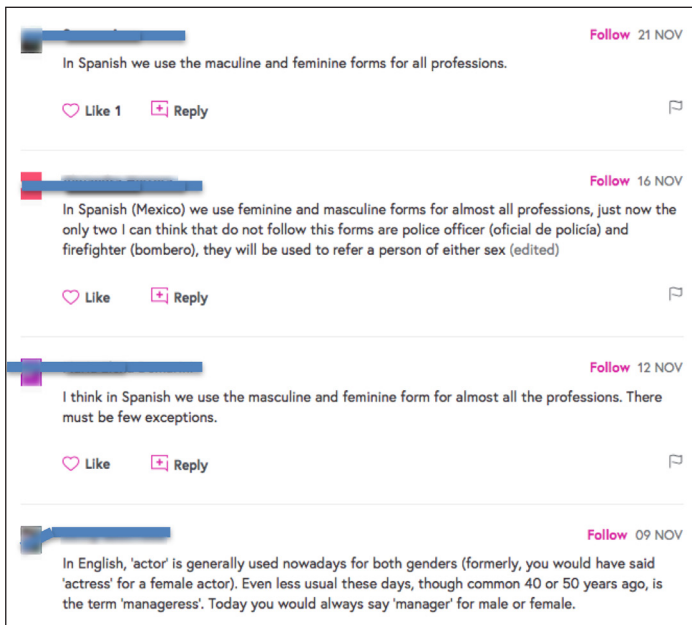 Follow 21 NOV
In Spanish we use the maculine and feminine forms for all professions.
Like 1 Reply
Follow 16 NOV
In Spanish (Mexico) we use feminine and masculine forms for almost all professions, just now the
only two I can think that do not follow this forms are police officer (oficial de policía) and
firefighter (bombero), they will be used to refer a person of either sex (edited)
Like Reply
Follow 12 NOV
I think in Spanish we use the masculine and feminine form for almost all the professions. There
must be few exceptions.
Like Reply
Follow 09 NOV
In English, 'actor' is generally used nowadays for both genders (formerly, you would have said
'actress' for a female actor). Even less usual these days, though common 40 or 50 years ago, is
the term 'manageress'. Today you would always say 'manager' for male or female.